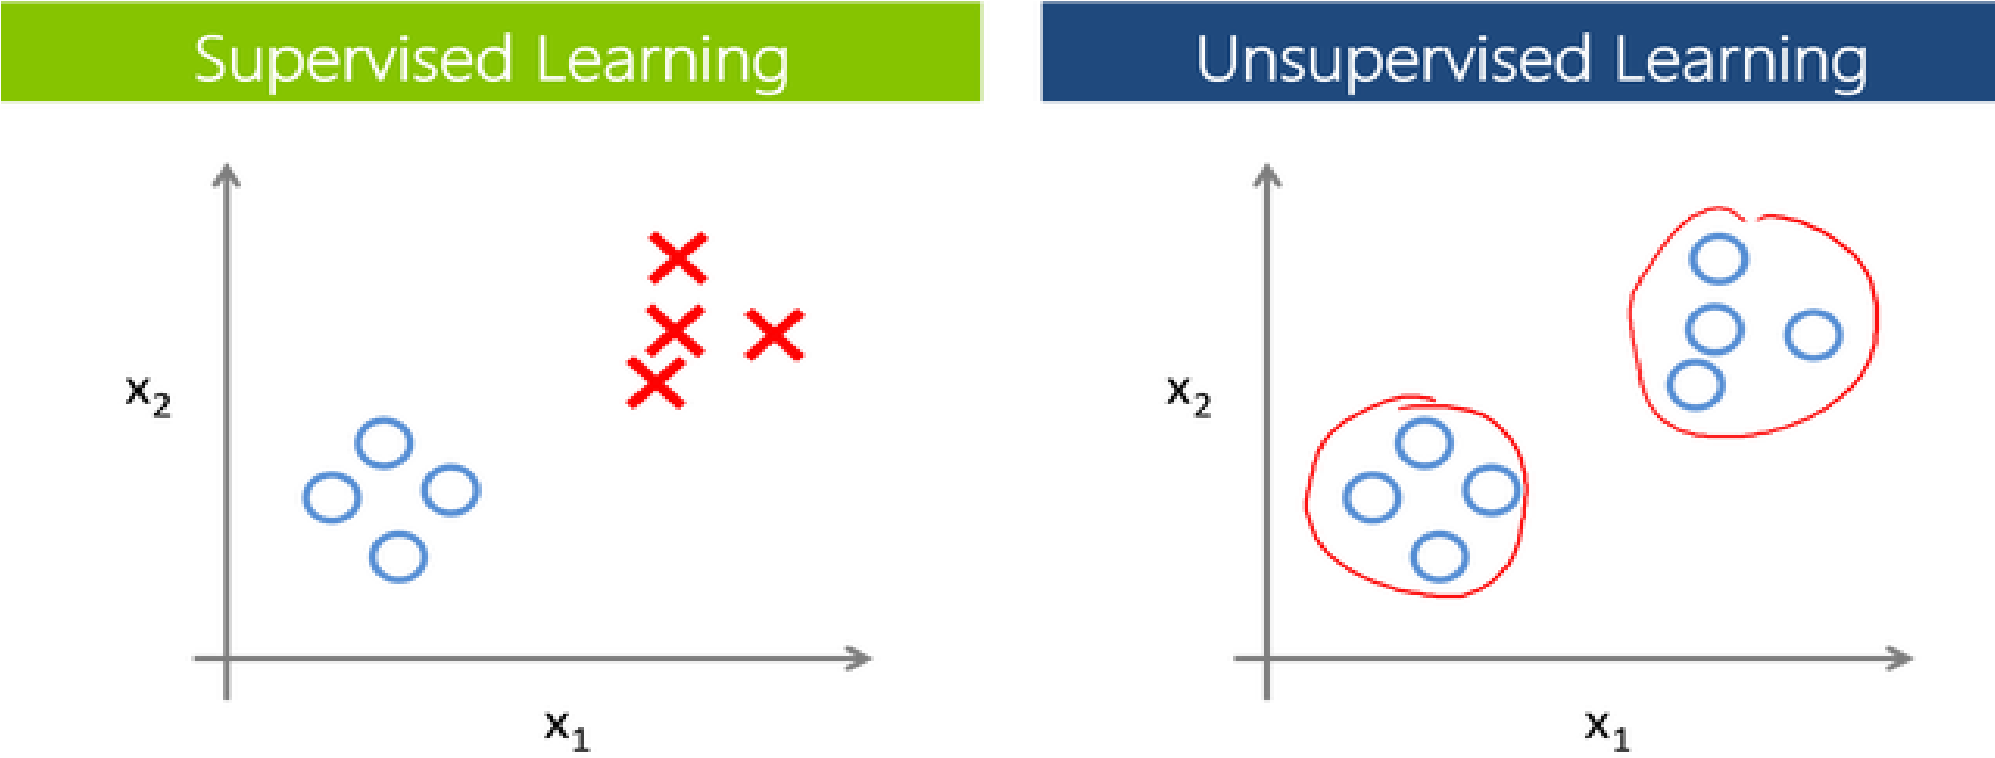 Supervised Learning
Unsupervised Learning
x₂
x₁
x₂
x₁